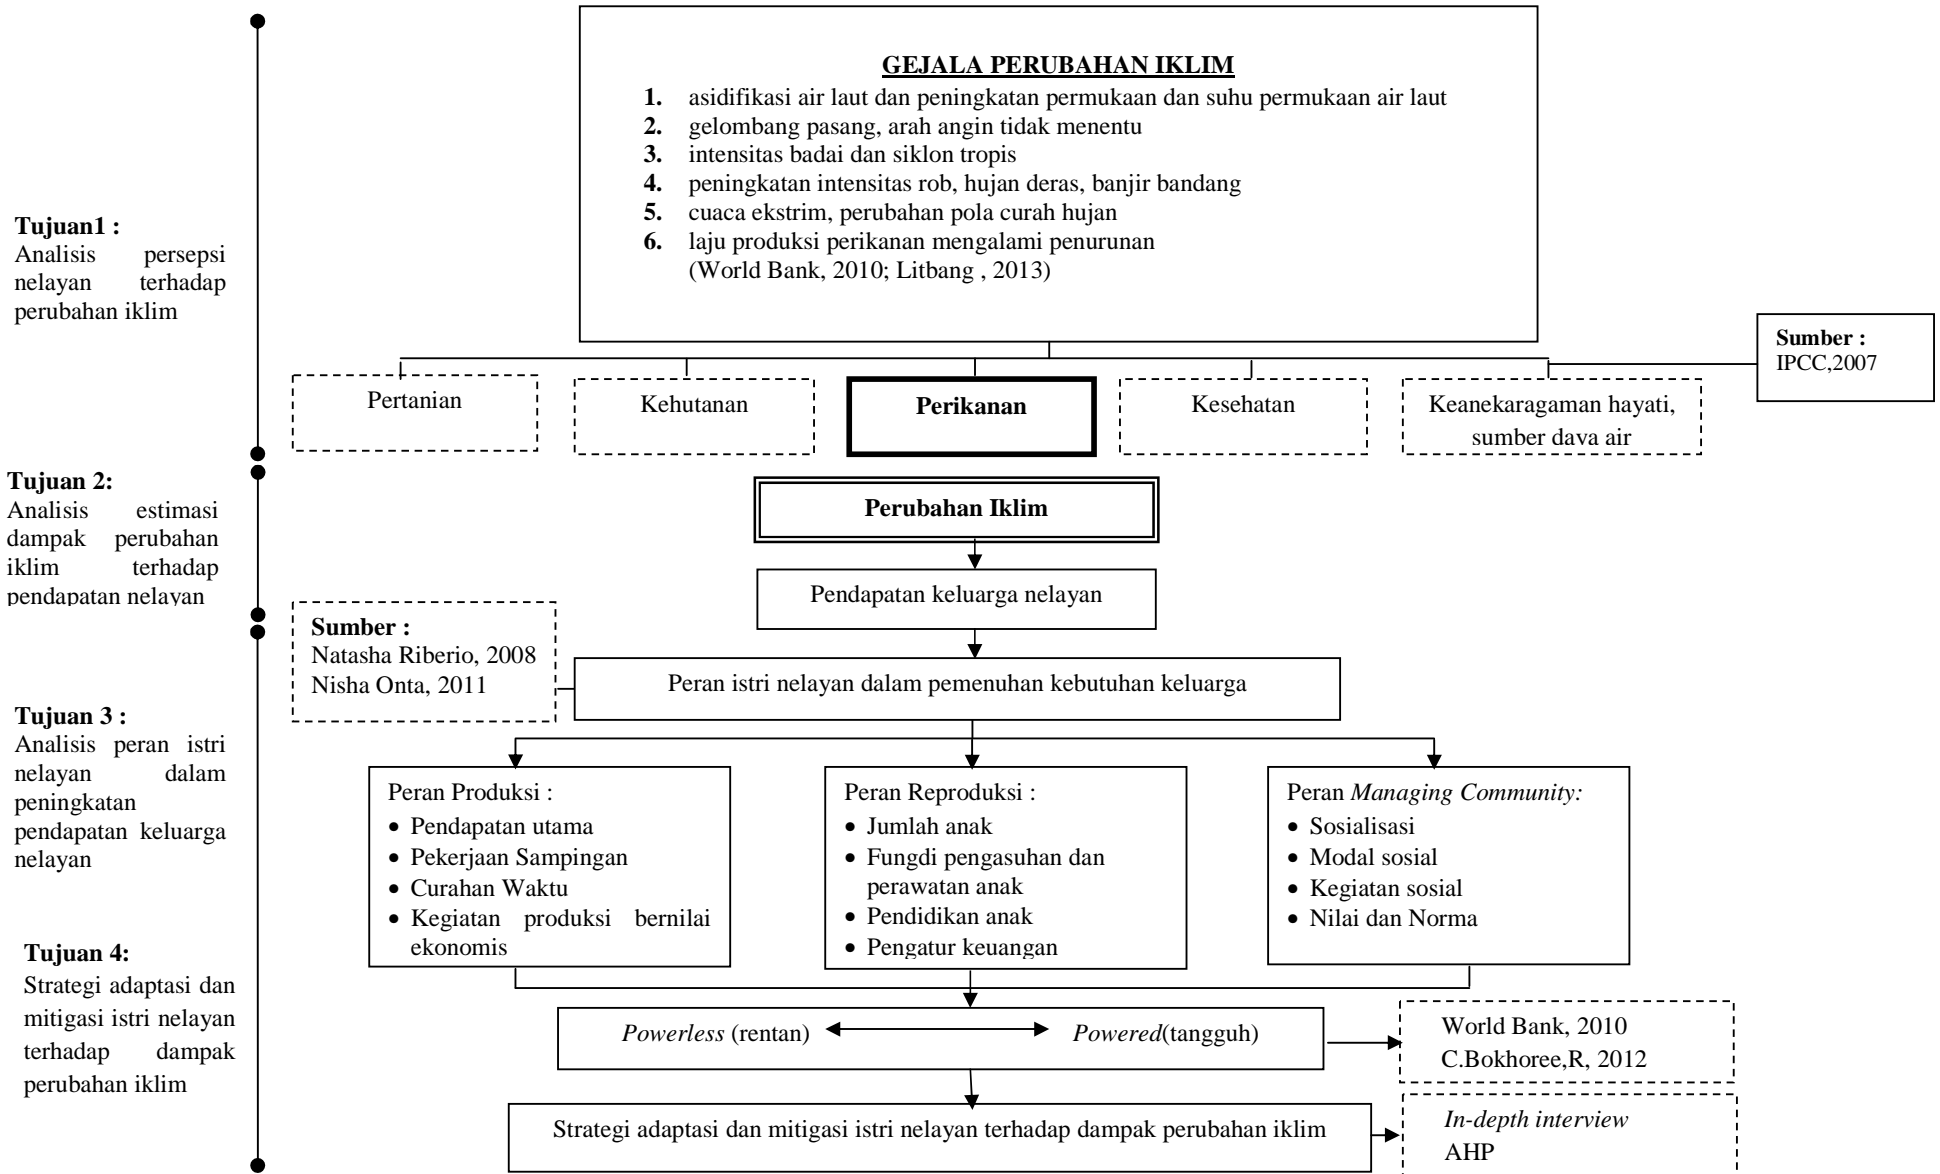 GEJALA PERUBAHAN IKLIM
1. asidifikasi air laut dan peningkatan permukaan dan suhu permukaan air laut
2. gelombang pasang, arah angin tidak menentu
3. intensitas badai dan siklon tropis
4. peningkatan intensitas rob, hujan deras, banjir bandang
5. cuaca ekstrim, perubahan pola curah hujan
6. laju produksi perikanan mengalami penurunan
(World Bank, 2010; Litbang , 2013)
Tujuan1 :
Analisis persepsi
nelayan terhadap
perubahan iklim
Sumber :
IPCC,2007
Pertanian
Kehutanan
Perikanan
Kesehatan
Keanekaragaman hayati,
sumber dava air
Tujuan 2:
Analisis estimasi
dampak perubahan
iklim terhadap
pendapatan nelayan
Perubahan Iklim
Pendapatan keluarga nelayan
Sumber :
Natasha Riberio, 2008
Nisha Onta, 2011
Peran istri nelayan dalam pemenuhan kebutuhan keluarga
Tujuan 3 :
Analisis peran istri
nelayan dalam
peningkatan
pendapatan keluarga
nelayan
Peran Produksi :
• Pendapatan utama
• Pekerjaan Sampingan
• Curahan Waktu
• Kegiatan produksi bernilai
ekonomis
Peran Reproduksi :
• Jumlah anak
• Fungdi pengasuhan dan
perawatan anak
• Pendidikan anak
• Pengatur keuangan
Peran Managing Community:
• Sosialisasi
• Modal sosial
• Kegiatan sosial
• Nilai dan Norma
Tujuan 4:
Strategi adaptasi dan
mitigasi istri nelayan
terhadap dampak
perubahan iklim
Powerless (rentan) Powered(tangguh)
World Bank, 2010
C.Bokhoree,R, 2012
Strategi adaptasi dan mitigasi istri nelayan terhadap dampak perubahan iklim
In-depth interview
AHP